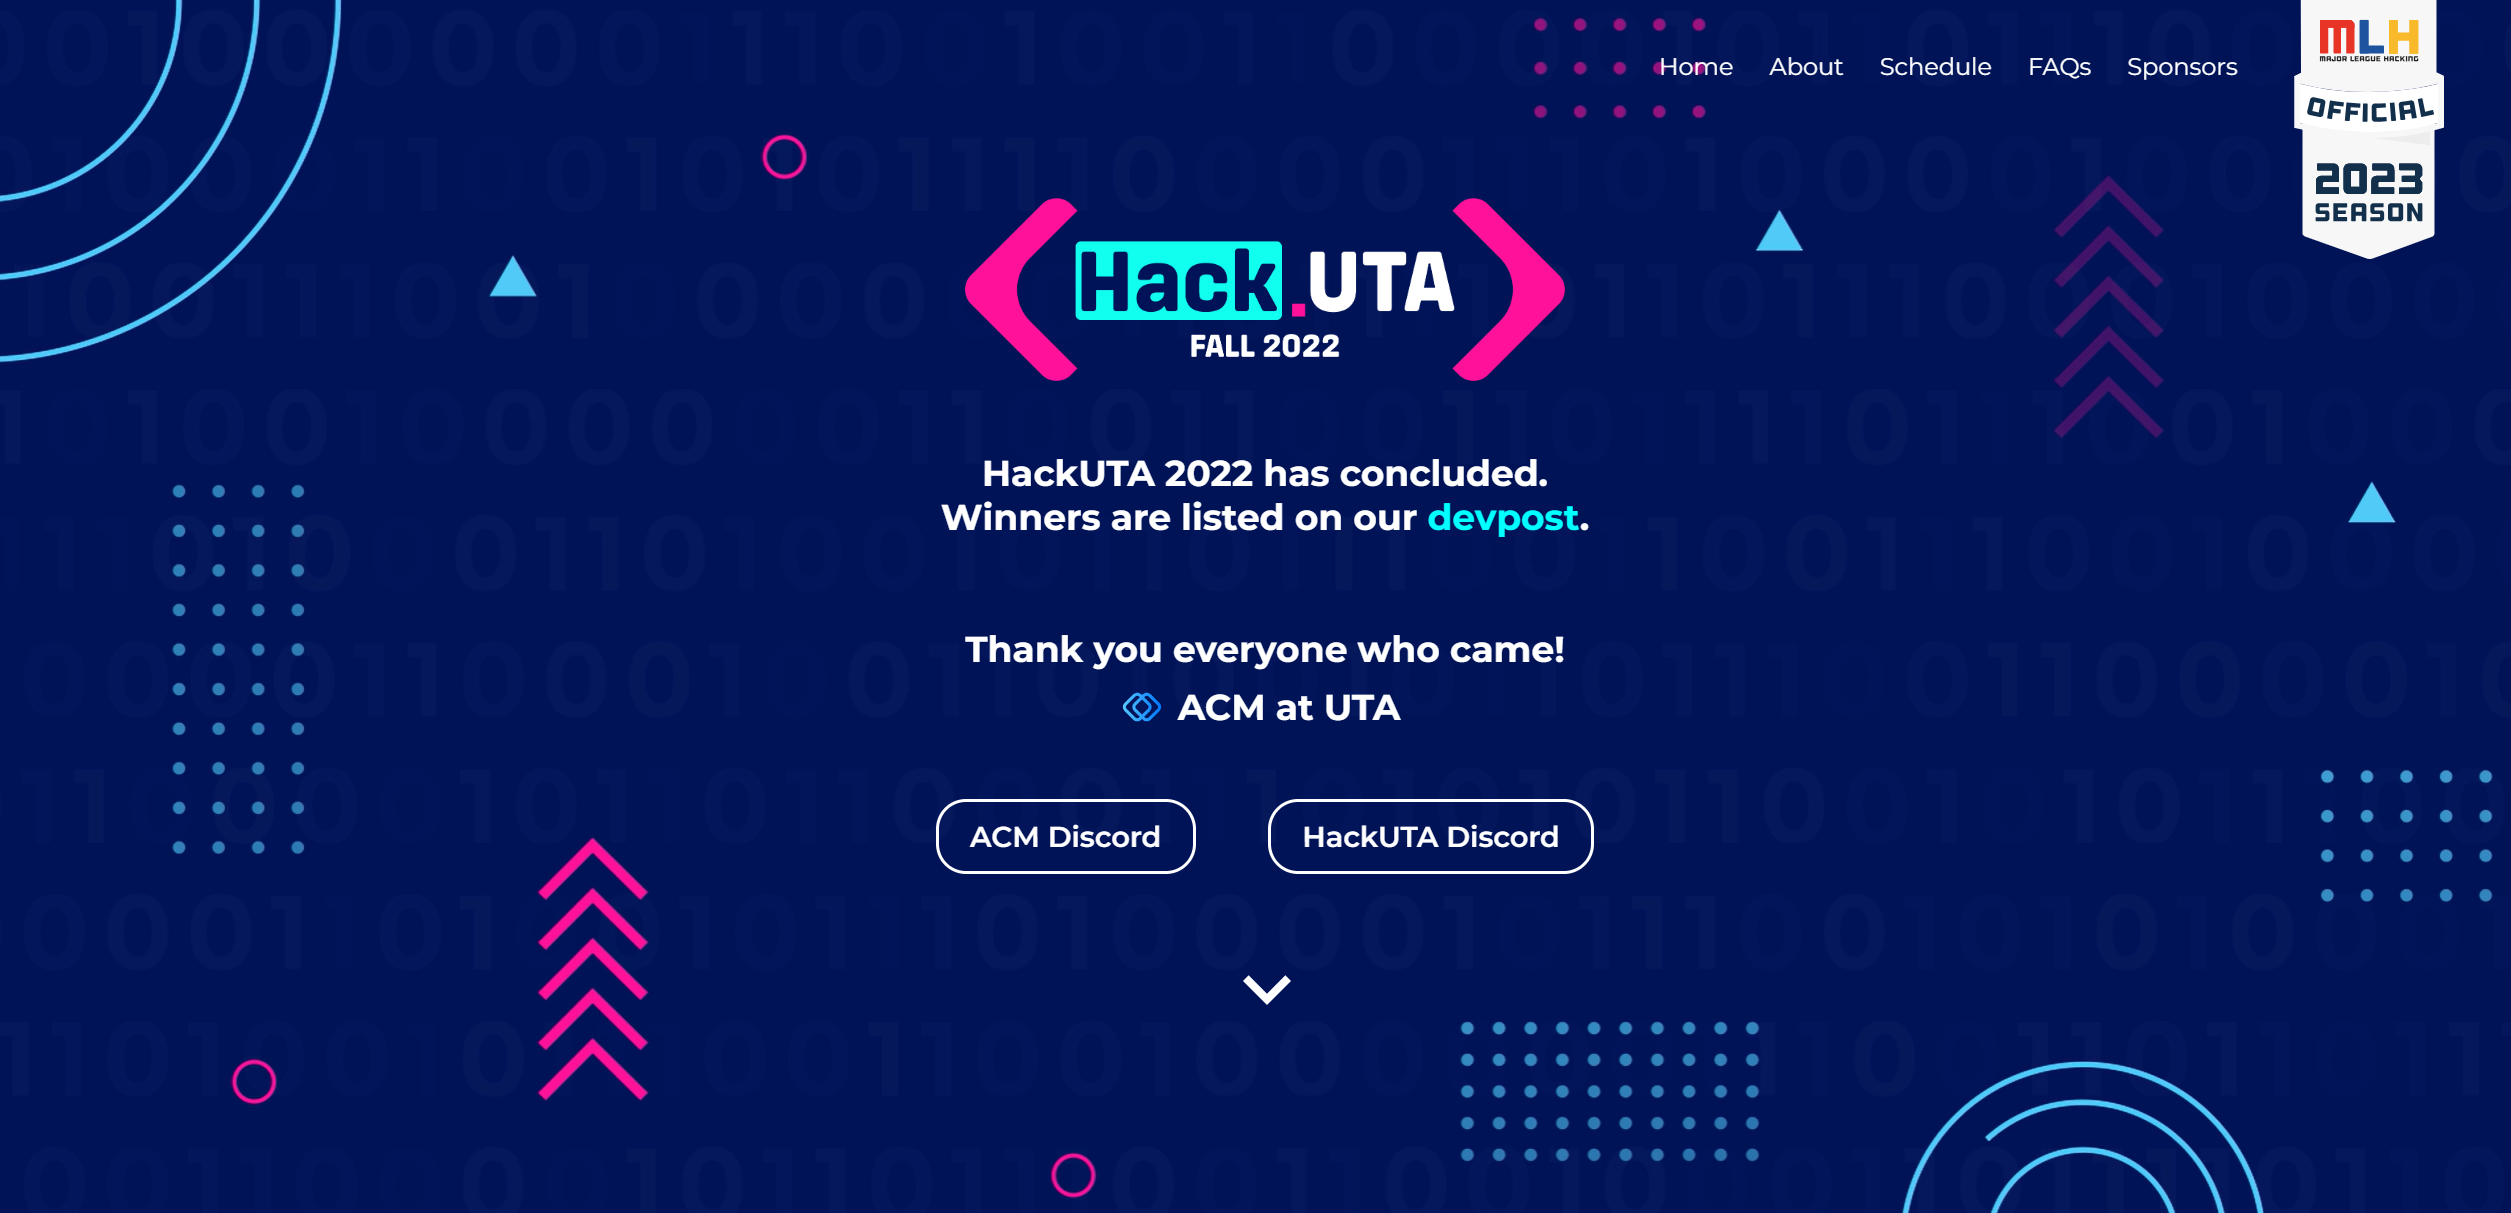 Home About Schedule FAQs Sponsors
MLH
MAJOR LEAGUE HACKING
OFFICIAL
2023
SEASON
Hack.UTA
FALL 2022
HackUTA 2022 has concluded.
Winners are listed on our devpost.
Thank you everyone who came!
ACM at UTA
ACM Discord
HackUTA Discord